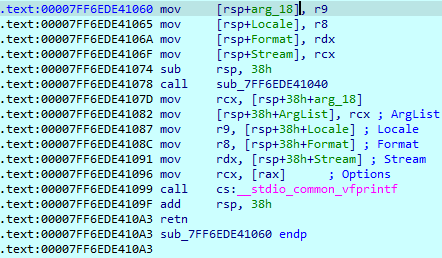 .text:00007FF6EDE41060 mov     [rsp+arg_18], r9
.text:00007FF6EDE41065 mov     [rsp+Locale], r8
.text:00007FF6EDE4106A mov     [rsp+Format], rdx
.text:00007FF6EDE4106F mov     [rsp+Stream], rcx
.text:00007FF6EDE41074 sub     rsp, 38h
.text:00007FF6EDE41078 call    sub_7FF6EDE41040
.text:00007FF6EDE4107D mov     rcx, [rsp+38h+arg_18]
.text:00007FF6EDE41082 mov     [rsp+38h+ArgList], rcx ; ArgList
.text:00007FF6EDE41087 mov     r9, [rsp+38h+Locale] ; Locale
.text:00007FF6EDE4108C mov     r8, [rsp+38h+Format] ; Format
.text:00007FF6EDE41091 mov     rdx, [rsp+38h+Stream] ; Stream
.text:00007FF6EDE41096 mov     rcx, [rax]      ; Options
.text:00007FF6EDE41099 call    cs:__stdio_common_vfprintf
.text:00007FF6EDE4109F add     rsp, 38h
.text:00007FF6EDE410A3 retn
.text:00007FF6EDE410A3 sub_7FF6EDE41060 endp
.text:00007FF6EDE410A3